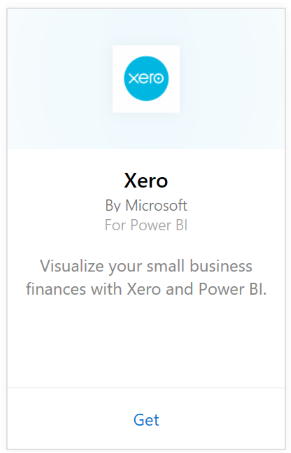 xero
Xero
By Microsoft
For Power BI
Visualize your small business
finances with Xero and Power BI.
Get